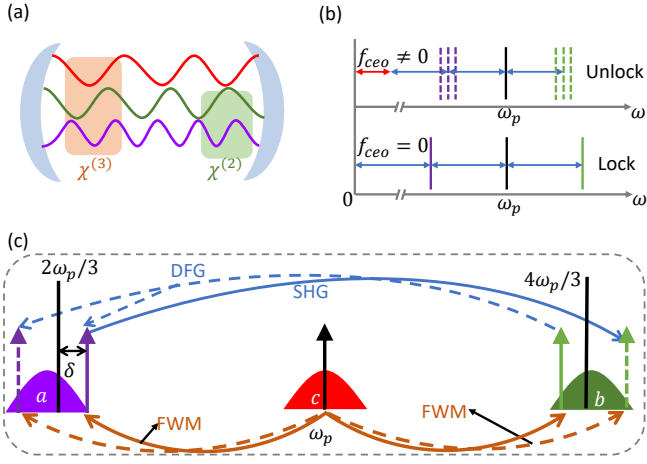 (a)
χ(3)
χ(2)
(b)
fceo ≠ 0
Unlock
ωp
ω
fceo = 0
Lock
0
ωp
ω
(c)
2ωp/3
DFG
SHG
4ωp/3
δ
a
c
b
FWM
ωp
FWM